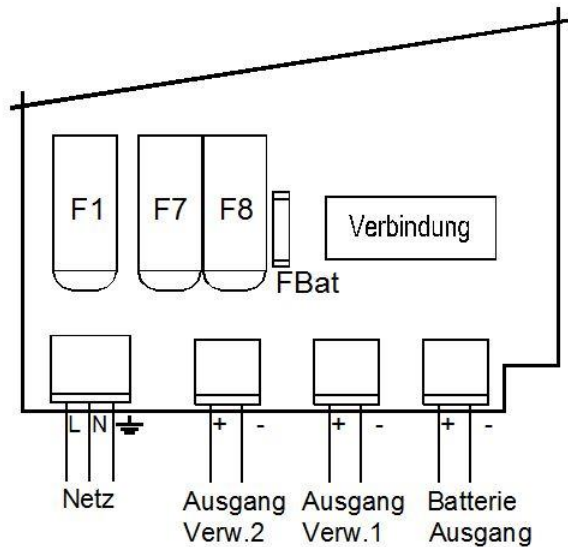 F1
F7
F8
Verbindung
FBat
L N
+ -
+ -
+ -
Netz
Ausgang
Verw.2
Ausgang
Verw.1
Batterie
Ausgang